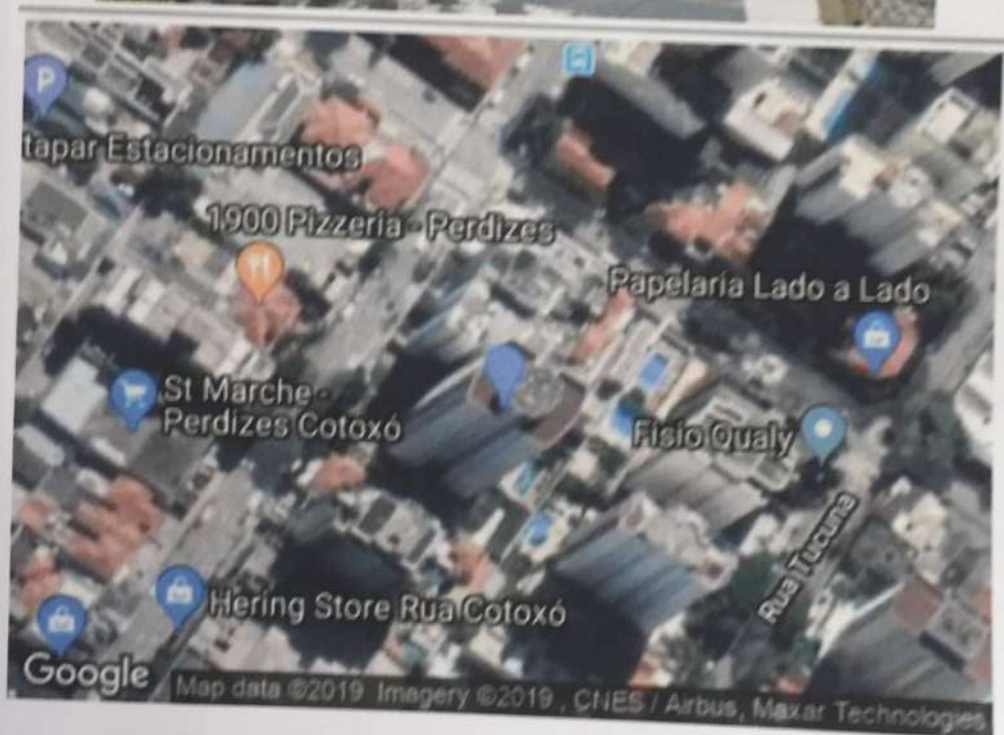 P
tapar Estacionamentos
1900 Pizzeria - Perdizes
Papelaria Lado a Lado
St Marche -
Perdizes Cotoxó
Fisio Qualy
Rua Tucuna
Hering Store Rua Cotoxó
Google
Map data ©2019 Imagery ©2019 , CNES / Airbus, Maxar Technologies